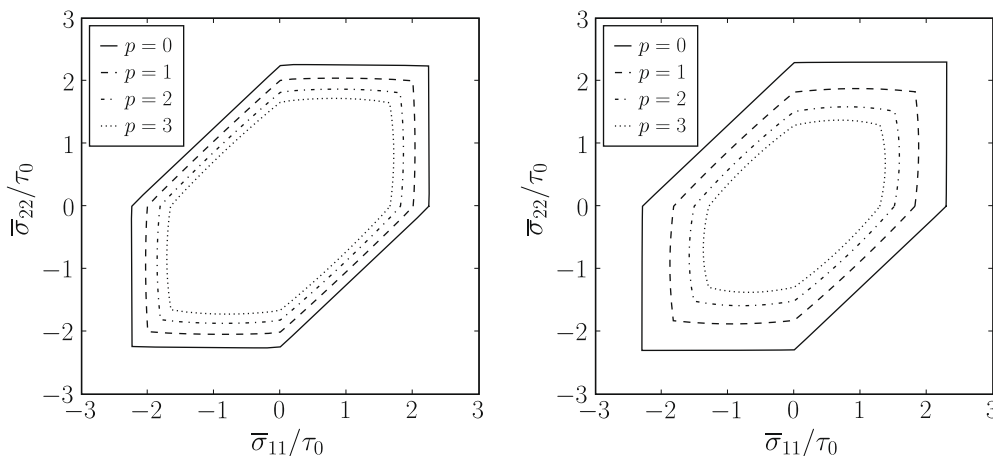 3
2
1
0
−1
−2
−3
−3 −2 −1 0 1 2 3
σ̅₂₂/τ₀
σ̅₁₁/τ₀
p = 0
p = 1
p = 2
p = 3
3
2
1
0
−1
−2
−3
−3 −2 −1 0 1 2 3
σ̅₂₂/τ₀
σ̅₁₁/τ₀
p = 0
p = 1
p = 2
p = 3